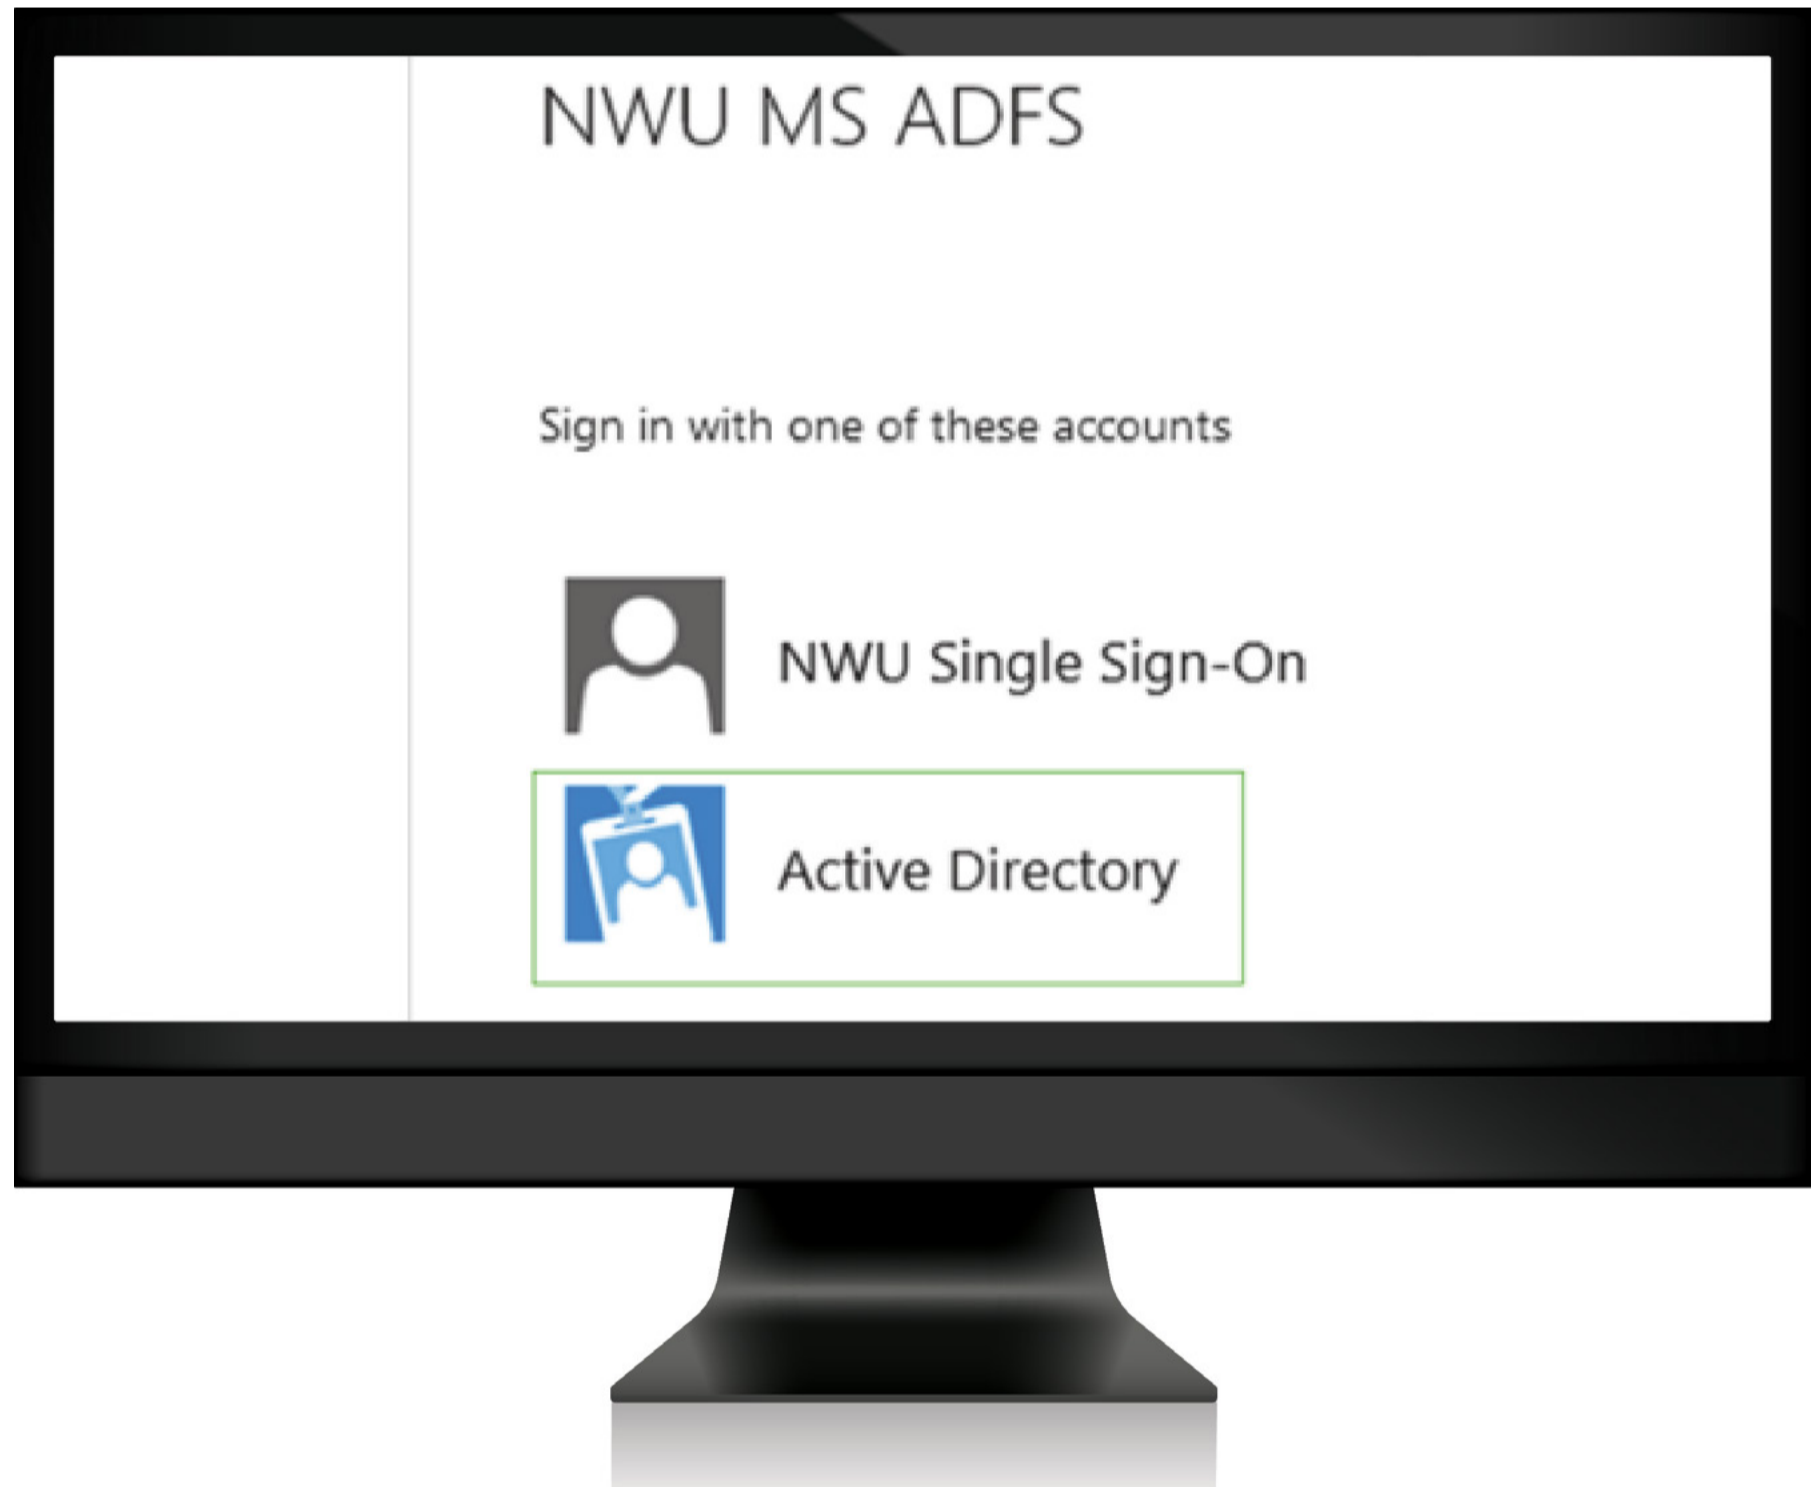 NWU MS ADFS
Sign in with one of these accounts
NWU Single Sign-On
Active Directory